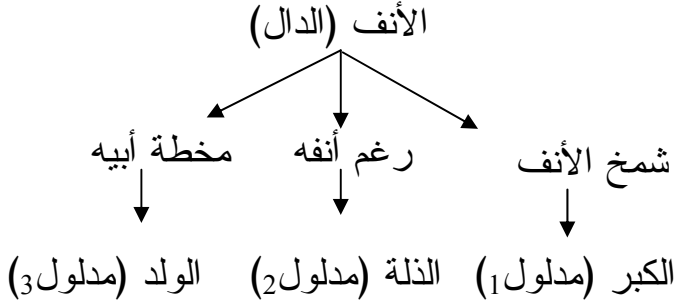 الأنف (الدال)
شمخ الأنف رغم أنفه مخطة أبيه
الكبر (مدلول1) الذلة (مدلول2) الولد (مدلول3)